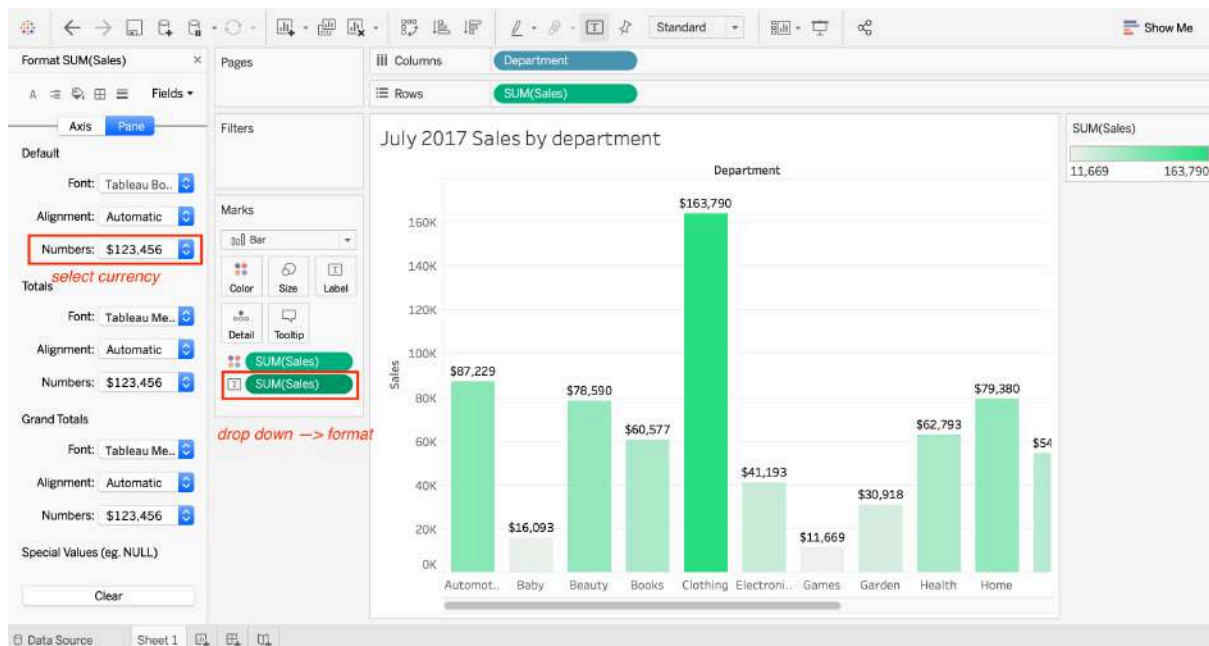 Standard
Show Me
Format SUM(Sales) ×
A
Fields
Axis Pane
Default
Font: Tableau Bo..
Alignment: Automatic
Numbers: $123,456
select currency
Totals
Font: Tableau Me..
Alignment: Automatic
Numbers: $123,456
Grand Totals
Font: Tableau Me..
Alignment: Automatic
Numbers: $123,456
Special Values (eg. NULL)
Clear
Pages
Filters
Marks
Bar
Color Size Label
Detail Tooltip
SUM(Sales)
T SUM(Sales)
drop down —> format
Columns Department
Rows SUM(Sales)
July 2017 Sales by department
Department
Sales
160K
140K
120K
100K
80K
60K
40K
20K
0K
$87,229
$16,093
$78,590
$60,577
$163,790
$41,193
$11,669
$30,918
$62,793
$79,380
$54
Automot.. Baby Beauty Books Clothing Electroni.. Games Garden Health Home
SUM(Sales)
11,669 163,790
Data Source Sheet 1